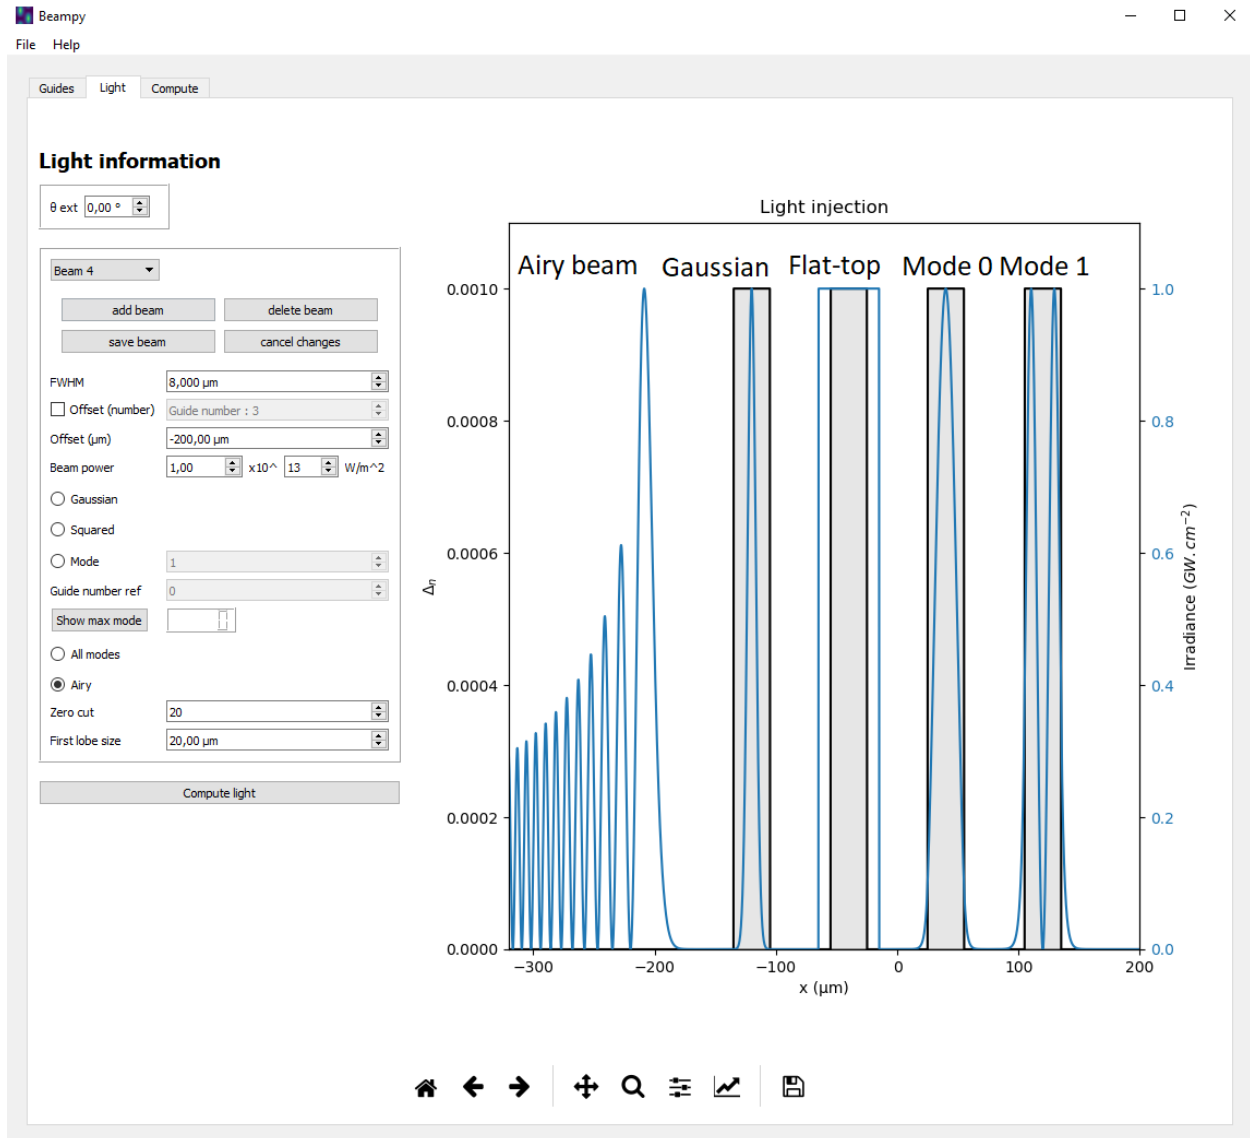 Beampy
File Help
Guides Light Compute
Light information
θ ext 0,00 °
Beam 4
add beam delete beam
save beam cancel changes
FWHM 8,000 µm
Offset (number) Guide number : 3
Offset (µm) -200,00 µm
Beam power 1,00 x10^ 13 W/m^2
Gaussian
Squared
Mode 1
Guide number ref 0
Show max mode 0
All modes
Airy
Zero cut 20
First lobe size 20,00 µm
Compute light
Light injection
Airy beam Gaussian Flat-top Mode 0 Mode 1
0.0010
0.0008
0.0006
0.0004
0.0002
0.0000
Δn
−300 −200 −100 0 100 200
x (µm)
1.0
0.8
0.6
0.4
0.2
0.0
Irradiance (GW.cm−2)